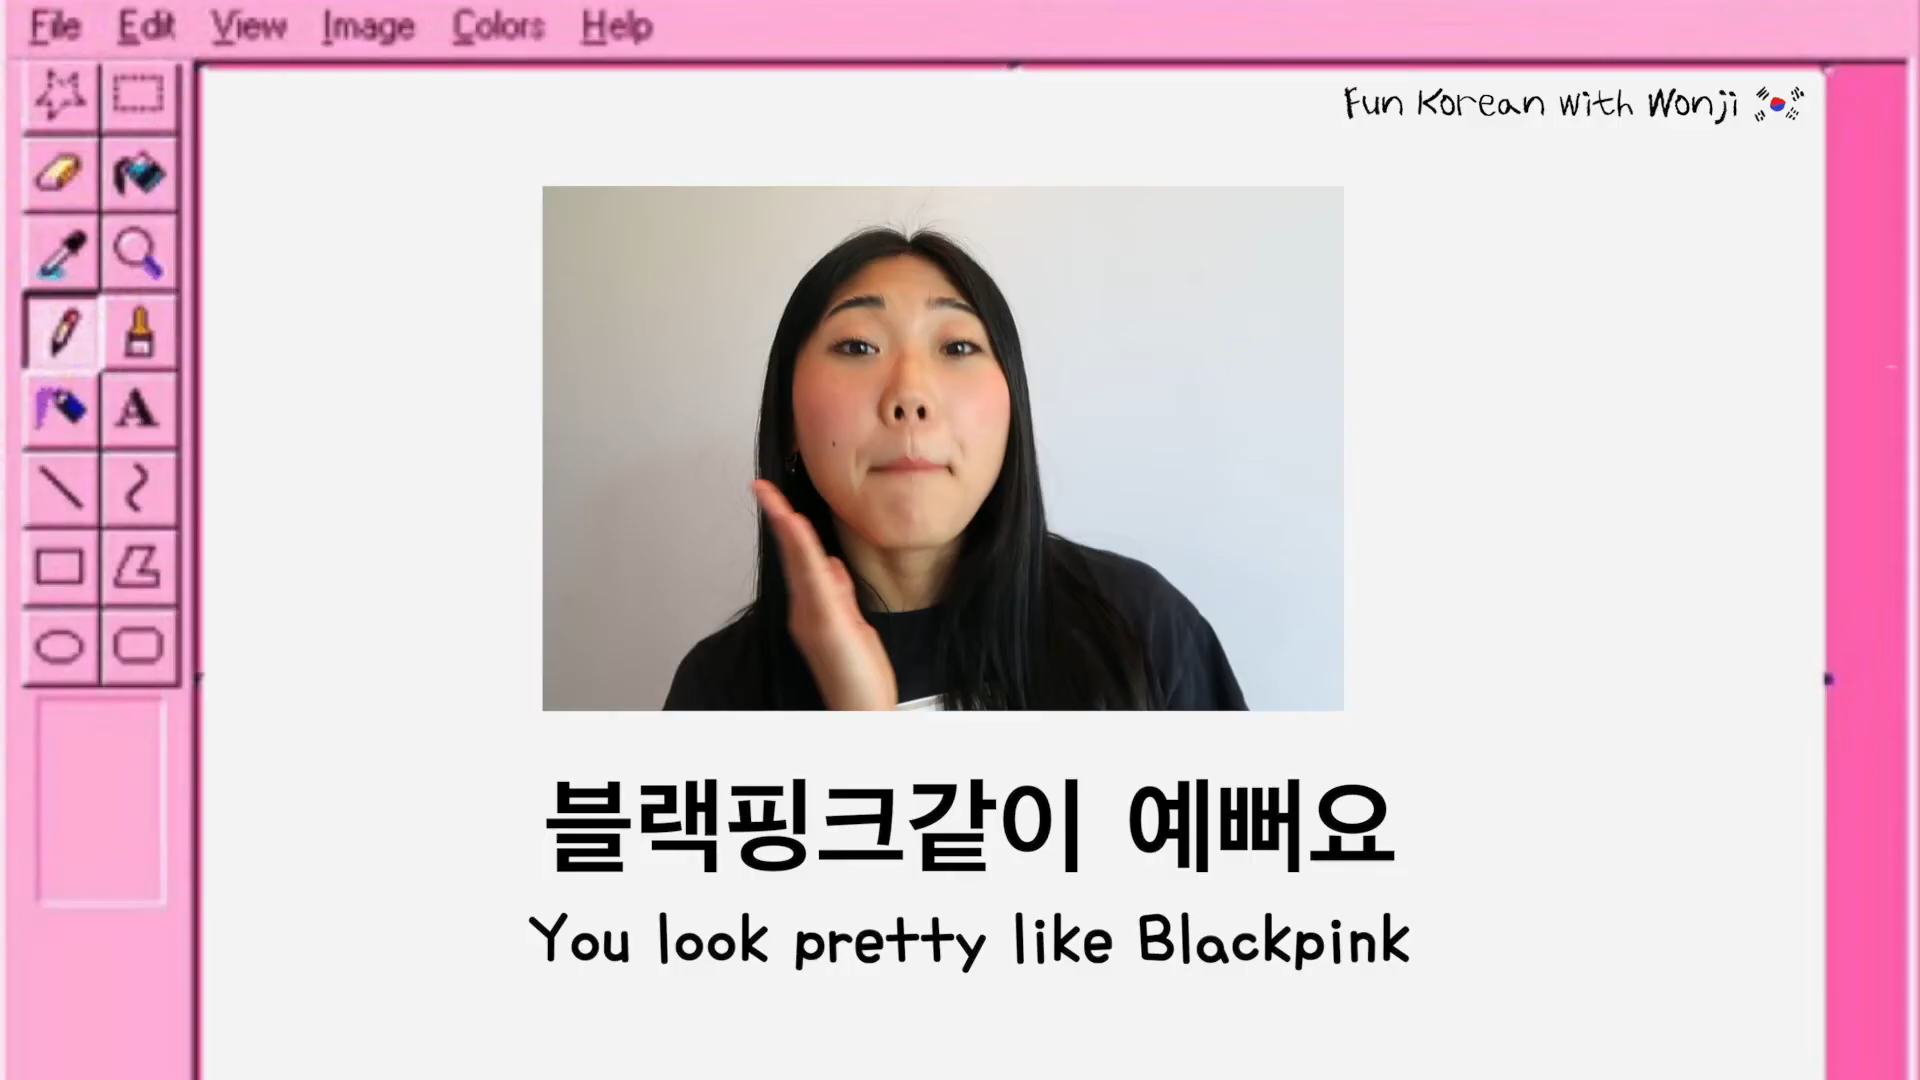 File Edit View Image Colors Help
Fun Korean with Wonji
A
블랙핑크같이 예뻐요
You look pretty like Blackpink